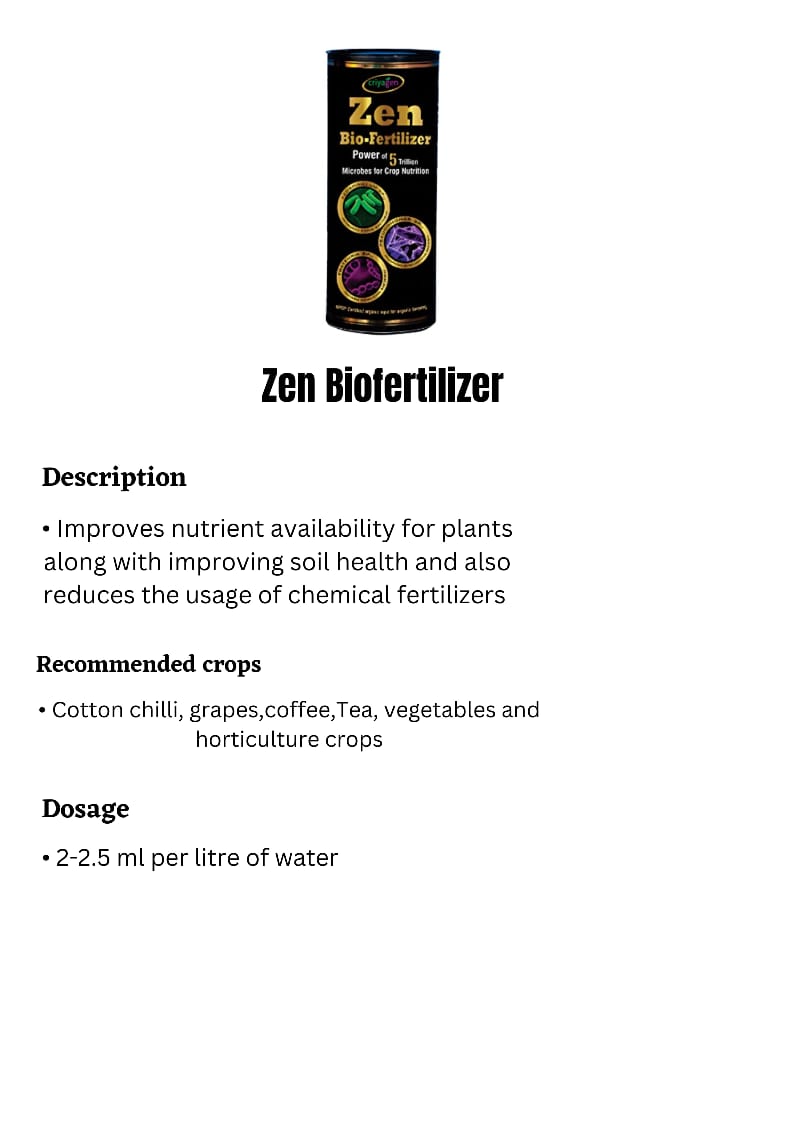 criyagen
Zen
Bio-Fertilizer
Power of 5 Trillion
Microbes for Crop Nutrition
Zen Biofertilizer
Description
• Improves nutrient availability for plants
along with improving soil health and also
reduces the usage of chemical fertilizers
Recommended crops
• Cotton chilli, grapes,coffee,Tea, vegetables and
horticulture crops
Dosage
• 2-2.5 ml per litre of water